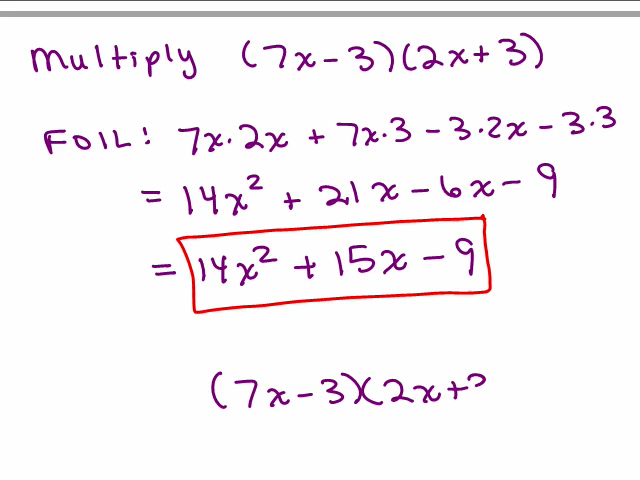 multiply (7x-3)(2x+3)
FOIL: 7x·2x + 7x·3 - 3·2x - 3·3
= 14x² + 21x - 6x - 9
= 14x² + 15x - 9
(7x-3)(2x+